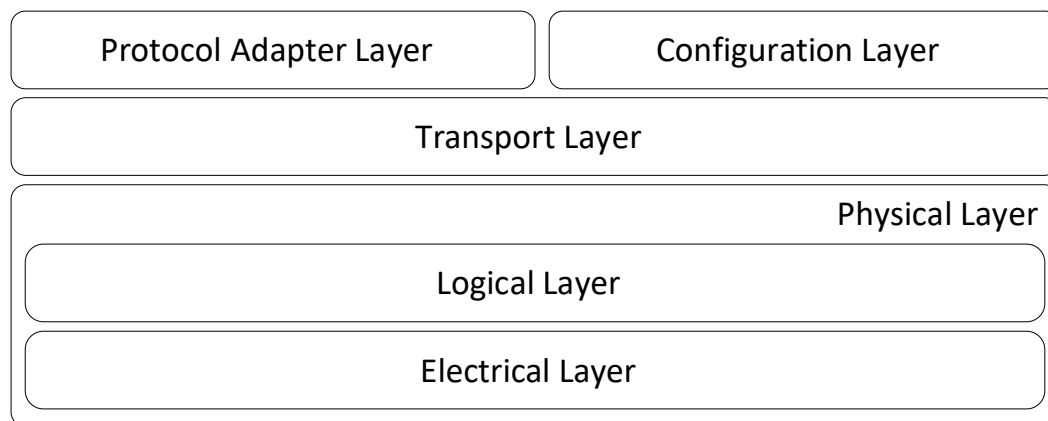 Protocol Adapter Layer
Configuration Layer
Transport Layer
Physical Layer
Logical Layer
Electrical Layer